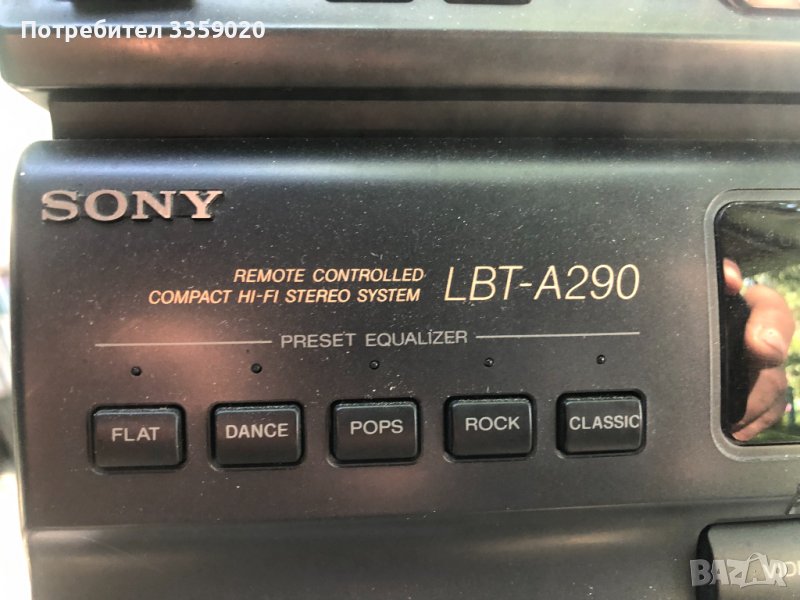 Потребител 3359020
SONY
REMOTE CONTROLLED
COMPACT HI-FI STEREO SYSTEM
LBT-A290
PRESET EQUALIZER
FLAT
DANCE
POPS
ROCK
CLASSIC
BAZAR